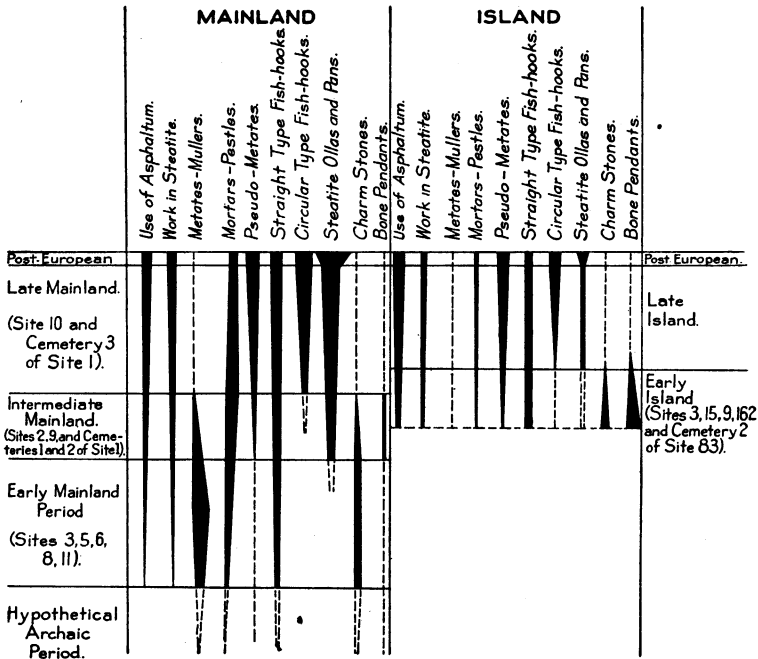 MAINLAND
ISLAND
Use of Asphaltum.
Work in Steatite.
Metates-Mullers.
Mortars-Pestles.
Pseudo-Metates.
Straight Type Fish-hooks.
Circular Type Fish-hooks.
Steatite Ollas and Pans.
Charm Stones.
Bone Pendants.
Use of Asphaltum.
Work in Steatite.
Metates-Mullers.
Mortars-Pestles.
Pseudo-Metates.
Straight Type Fish-hooks.
Circular Type Fish-hooks.
Steatite Ollas and Pans.
Charm Stones.
Bone Pendants.
Post-European
Late Mainland.
(Site 10 and
Cemetery 3
of Site 1).
Intermediate
Mainland.
(Sites 2,9, and Ceme-
teries 1 and 2 of Site 1).
Early Mainland
Period
(Sites 3,5,6,
8,11).
Hypothetical
Archaic
Period.
Post European.
Late
Island.
Early
Island
(Sites 3,15,9,162
and Cemetery 2
of Site 83).